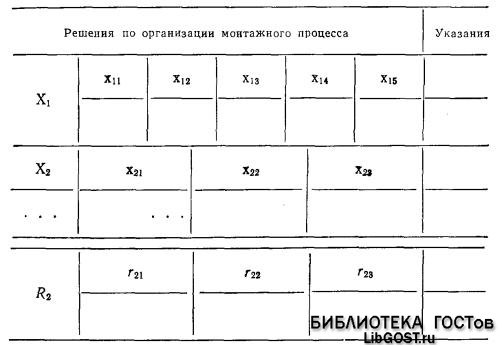 Решения по организации монтажного процесса Указания
X₁ x₁₁ x₁₂ x₁₃ x₁₄ x₁₅
X₂ x₂₁ x₂₂ x₂₃
. . . . . .
R₂ r₂₁ r₂₂ r₂₃
БИБЛИОТЕКА ГОСТов
LibGOST.ru